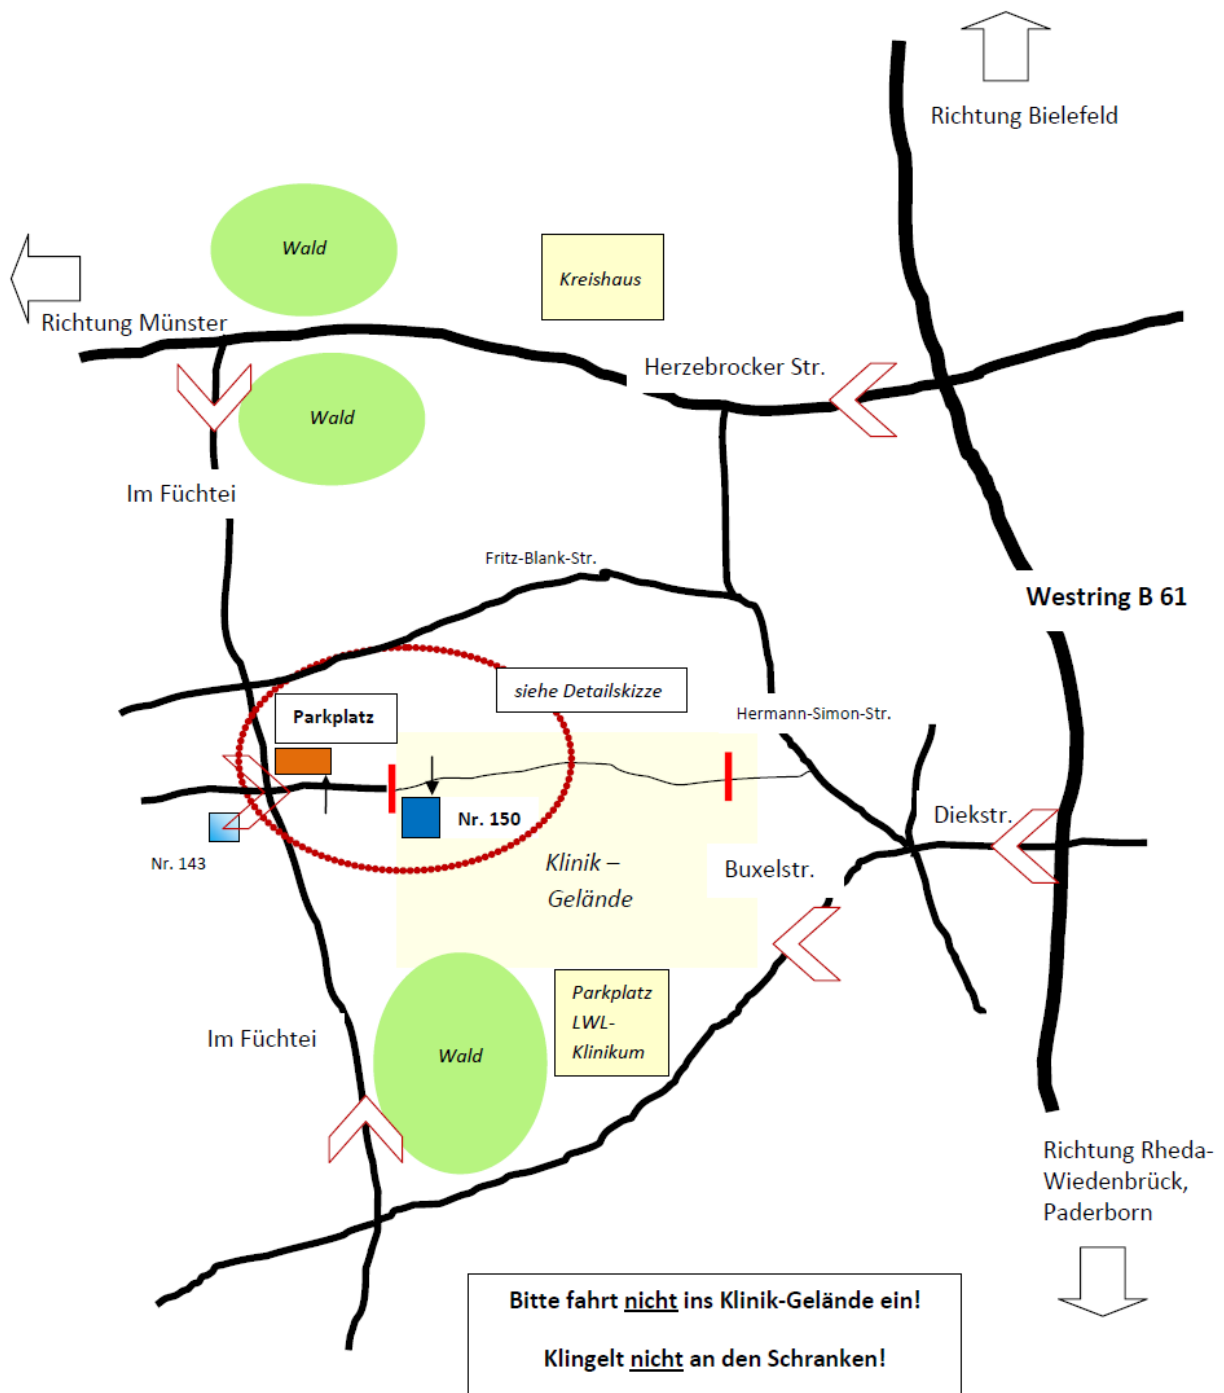 Richtung Bielefeld
Wald
Kreishaus
Richtung Münster
Herzebrocker Str.
Wald
Im Füchtei
Fritz-Blank-Str.
Westring B 61
siehe Detailskizze
Parkplatz
Hermann-Simon-Str.
Diekstr.
Nr. 150
Nr. 143
Klinik –
Gelände
Buxelstr.
Parkplatz
LWL-
Klinikum
Im Füchtei
Wald
Richtung Rheda-
Wiedenbrück,
Paderborn
Bitte fahrt nicht ins Klinik-Gelände ein!
Klingelt nicht an den Schranken!